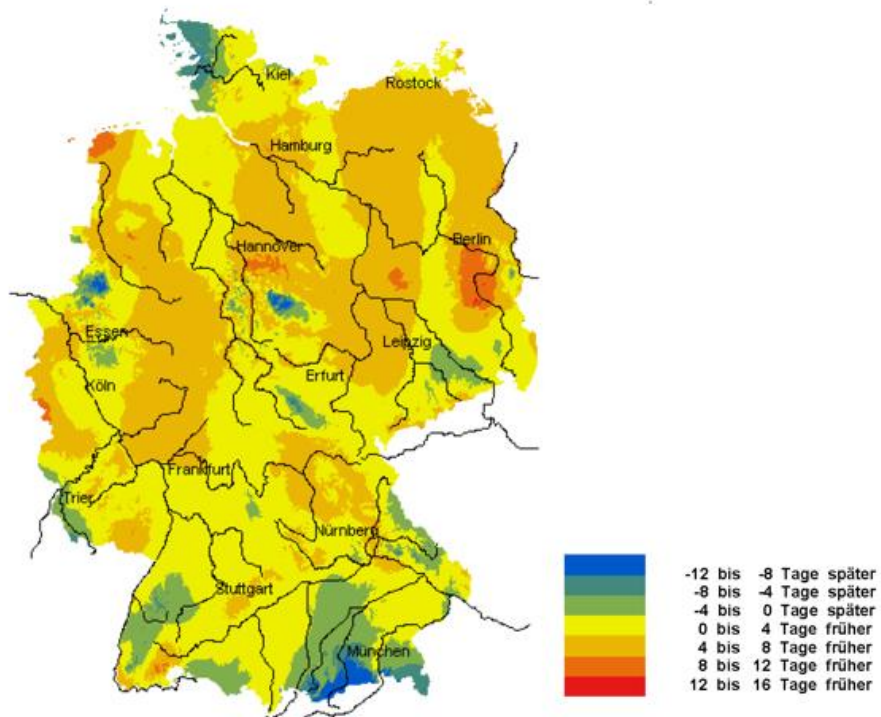 Kiel
Rostock
Hamburg
Hannover
Berlin
Essen
Leipzig
Köln
Erfurt
Frankfurt
Trier
Nürnberg
Stuttgart
München
-12 bis -8 Tage später
-8 bis -4 Tage später
-4 bis 0 Tage später
0 bis 4 Tage früher
4 bis 8 Tage früher
8 bis 12 Tage früher
12 bis 16 Tage früher